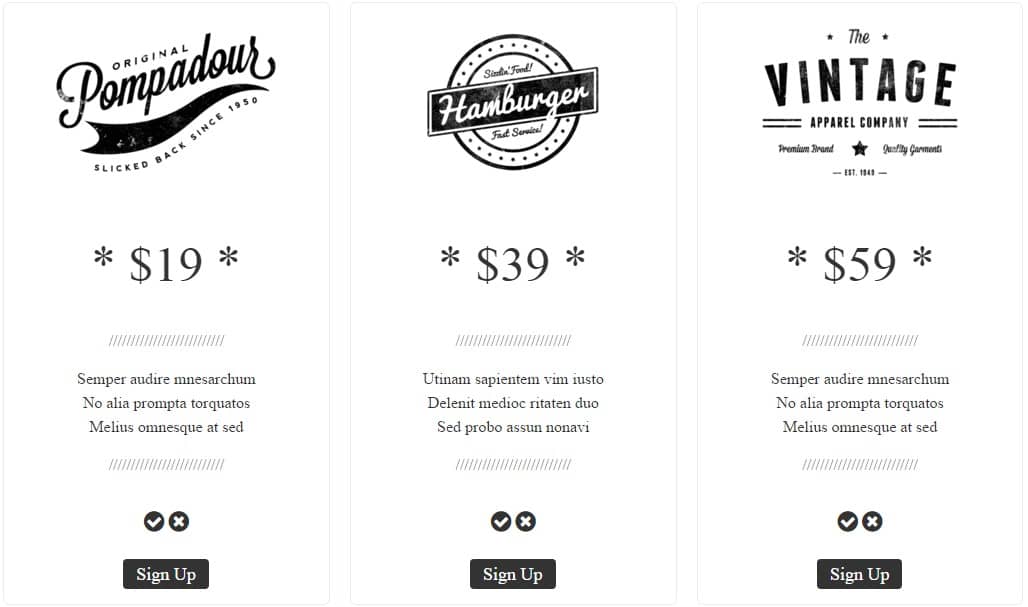 ORIGINAL
Pompadour
SLICKED BACK SINCE 1950
* $19 *
//////////////////////////
Semper audire mnesarchum
No alia prompta torquatos
Melius omnesque at sed
//////////////////////////
Sign Up
Sizzlin' Food!
Hamburger
Fast Service!
* $39 *
//////////////////////////
Utinam sapientem vim iusto
Delenit medioc ritaten duo
Sed probo assun nonavi
//////////////////////////
Sign Up
The
VINTAGE
APPAREL COMPANY
Premium Brand ★ Quality Garments
— EST. 1949 —
* $59 *
//////////////////////////
Semper audire mnesarchum
No alia prompta torquatos
Melius omnesque at sed
//////////////////////////
Sign Up